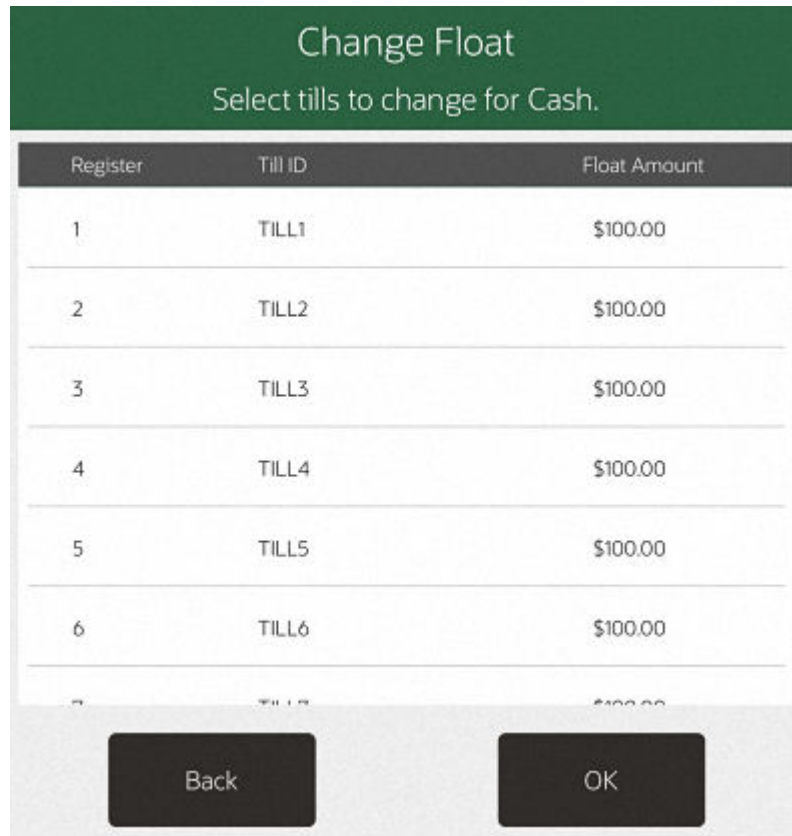 Change Float
Select tills to change for Cash.
Register Till ID Float Amount
1 TILL1 $100.00
2 TILL2 $100.00
3 TILL3 $100.00
4 TILL4 $100.00
5 TILL5 $100.00
6 TILL6 $100.00
Back OK